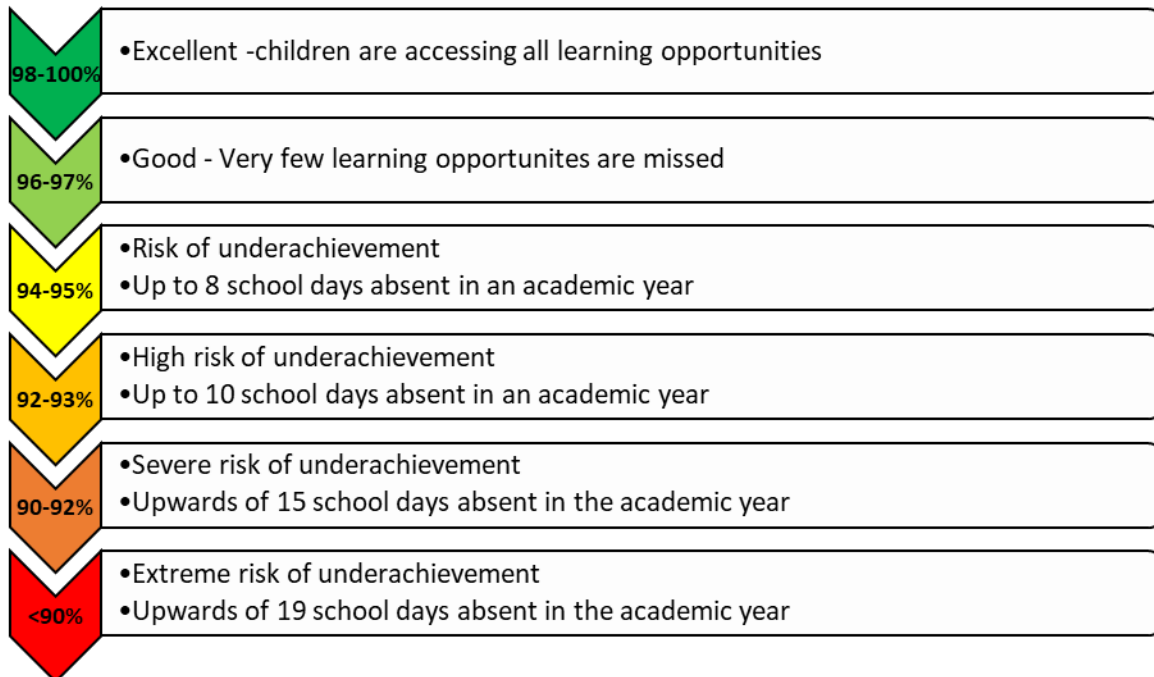 98-100%
•Excellent -children are accessing all learning opportunities
96-97%
•Good - Very few learning opportunites are missed
94-95%
•Risk of underachievement
•Up to 8 school days absent in an academic year
92-93%
•High risk of underachievement
•Up to 10 school days absent in an academic year
90-92%
•Severe risk of underachievement
•Upwards of 15 school days absent in the academic year
<90%
•Extreme risk of underachievement
•Upwards of 19 school days absent in the academic year